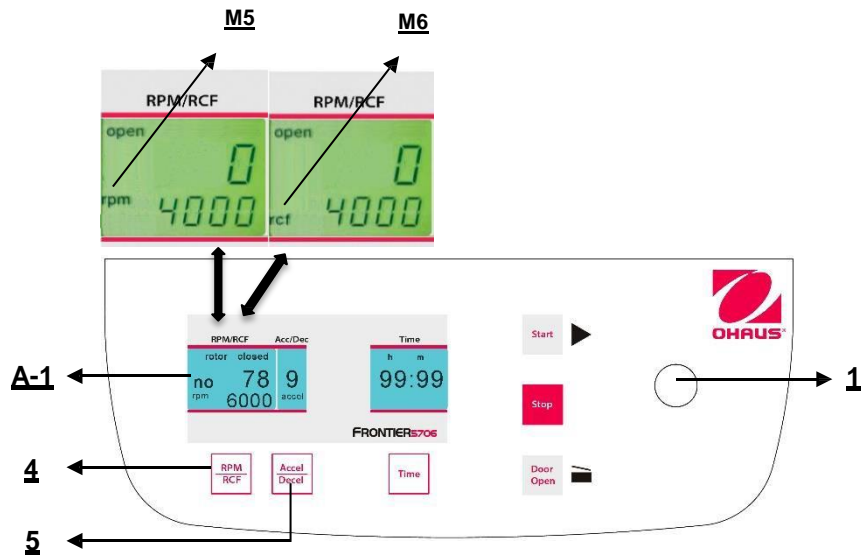 M5
M6
RPM/RCF
RPM/RCF
open
0
rpm 4000
open
0
rcf 4000
RPM/RCF Acc/Dec
Time
rotor olosed
no 78 9
rpm 6000 accel
h m
99:99
FRONTIER5706
Start
OHAUS®
A-1
1
Stop
4
RPM
RCF
Accel
Decel
Time
Door
Open
5